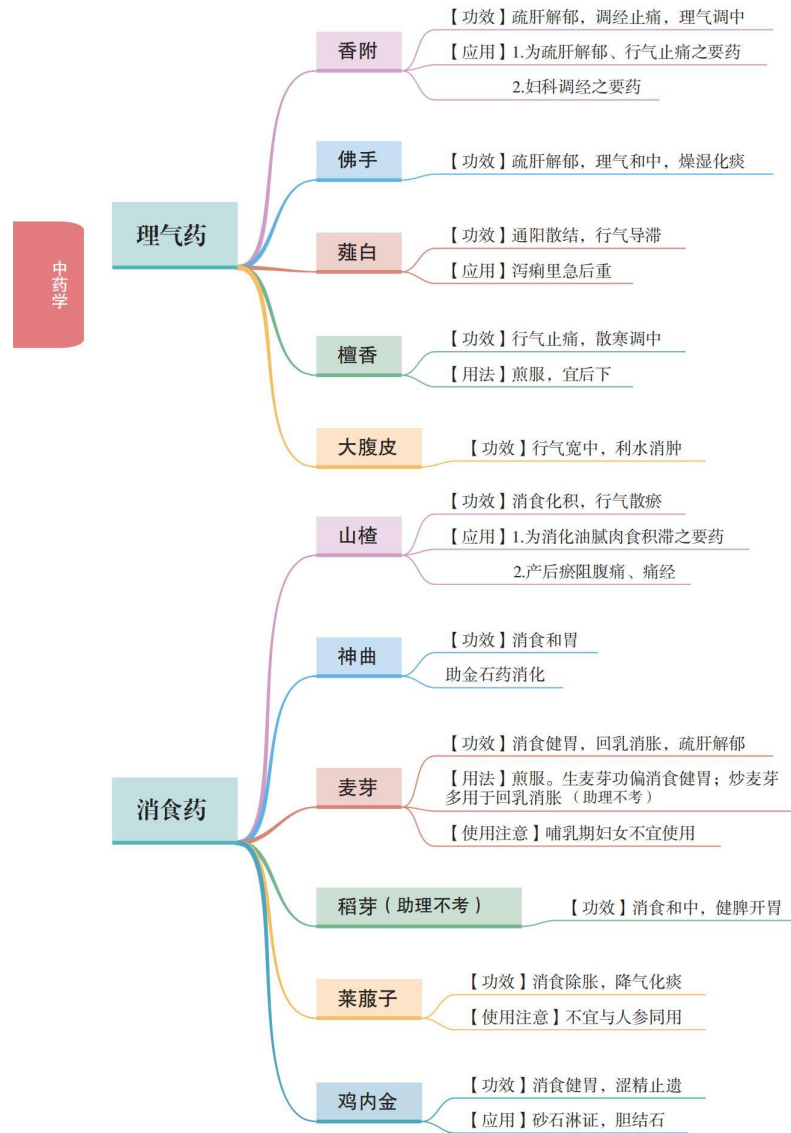 中药学
理气药
香附
【功效】疏肝解郁，调经止痛，理气调中
【应用】1.为疏肝解郁、行气止痛之要药
2.妇科调经之要药
佛手
【功效】疏肝解郁，理气和中，燥湿化痰
薤白
【功效】通阳散结，行气导滞
【应用】泻痢里急后重
檀香
【功效】行气止痛，散寒调中
【用法】煎服，宜后下
大腹皮
【功效】行气宽中，利水消肿
消食药
山楂
【功效】消食化积，行气散瘀
【应用】1.为消化油腻肉食积滞之要药
2.产后瘀阻腹痛、痛经
神曲
【功效】消食和胃
助金石药消化
麦芽
【功效】消食健胃，回乳消胀，疏肝解郁
【用法】煎服。生麦芽功偏消食健胃；炒麦芽
多用于回乳消胀（助理不考）
【使用注意】哺乳期妇女不宜使用
稻芽（助理不考）
【功效】消食和中，健脾开胃
莱菔子
【功效】消食除胀，降气化痰
【使用注意】不宜与人参同用
鸡内金
【功效】消食健胃，涩精止遗
【应用】砂石淋证，胆结石